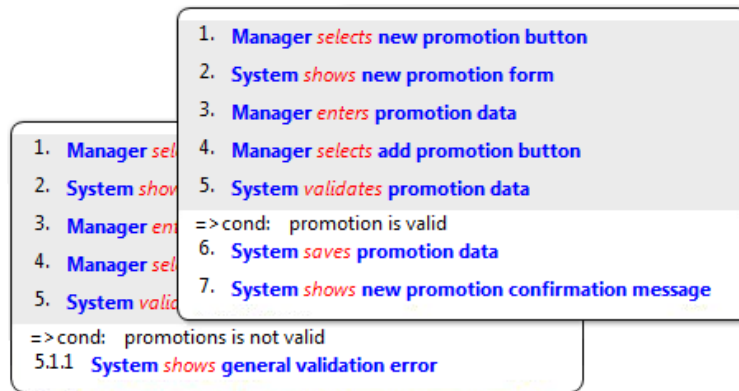 1. Manager selects new promotion button
2. System shows new promotion form
3. Manager enters promotion data
4. Manager selects add promotion button
5. System validates promotion data
=>cond: promotion is valid
6. System saves promotion data
7. System shows new promotion confirmation message
1. Manager
2. System
3. Manager
4. Manager
5. System
=>cond: promotions is not valid
5.1.1 System shows general validation error